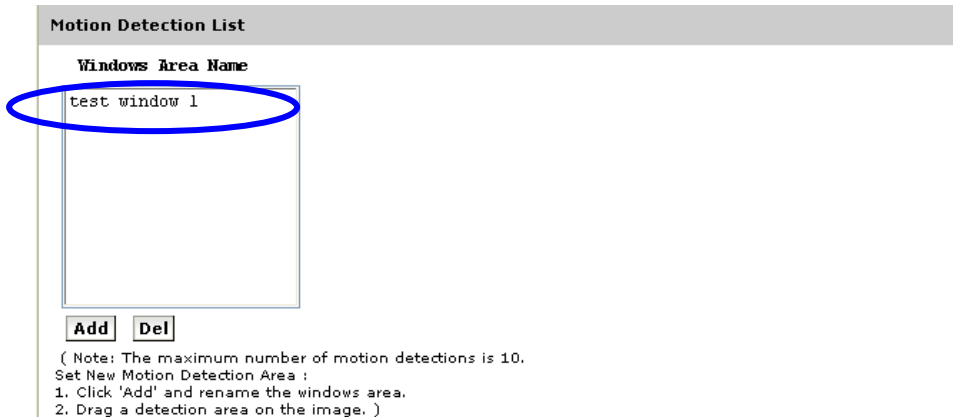 Motion Detection List
Windows Area Name
test window 1
Add Del
( Note: The maximum number of motion detections is 10.
Set New Motion Detection Area :
1. Click 'Add' and rename the windows area.
2. Drag a detection area on the image. )